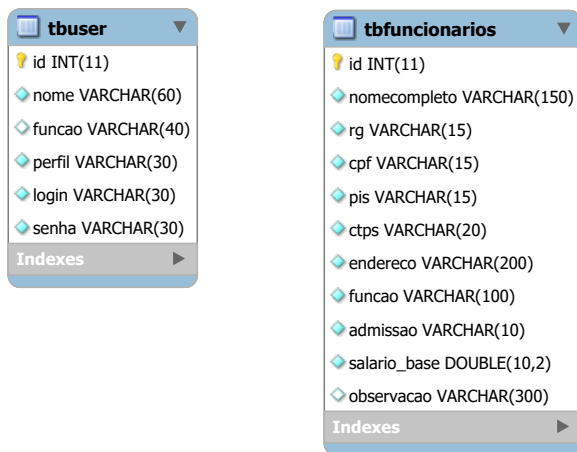 tbuser
id INT(11)
nome VARCHAR(60)
funcao VARCHAR(40)
perfil VARCHAR(30)
login VARCHAR(30)
senha VARCHAR(30)
Indexes
tbfuncionarios
id INT(11)
nomecompleto VARCHAR(150)
rg VARCHAR(15)
cpf VARCHAR(15)
pis VARCHAR(15)
ctps VARCHAR(20)
endereco VARCHAR(200)
funcao VARCHAR(100)
admissao VARCHAR(10)
salario_base DOUBLE(10,2)
observacao VARCHAR(300)
Indexes